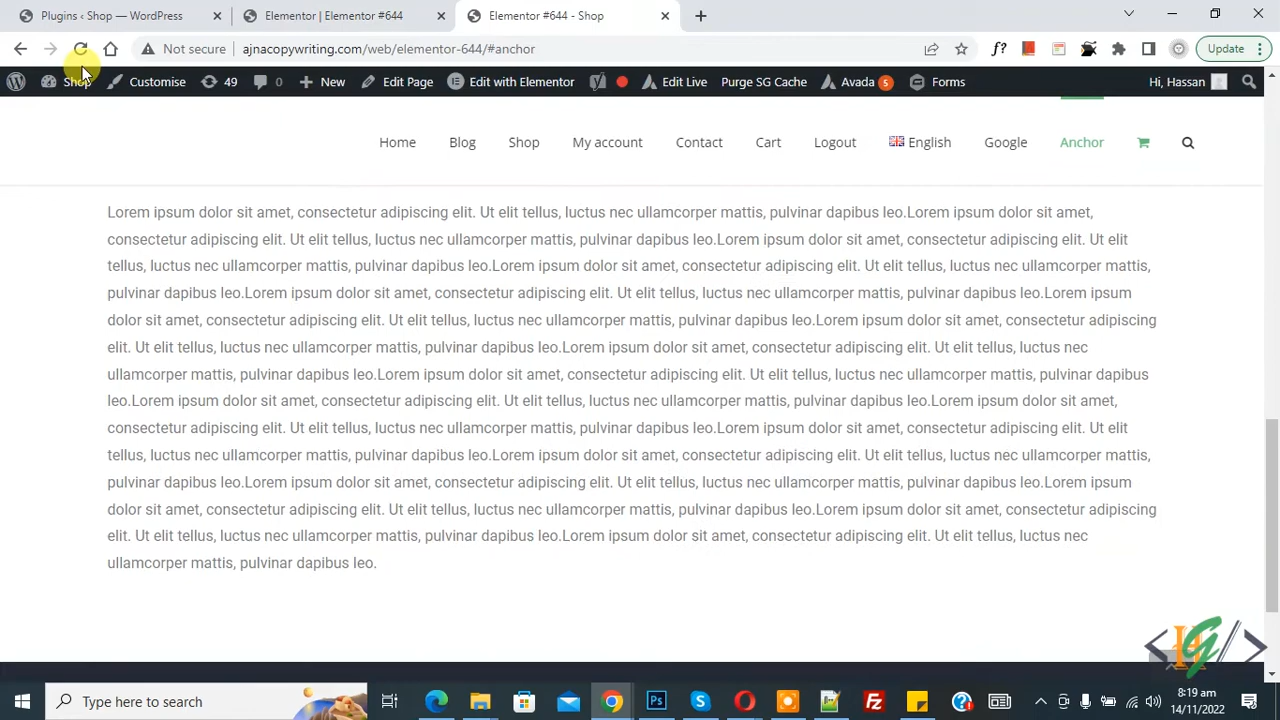 Plugins ‹ Shop — WordPress
Elementor | Elementor #644
Elementor #644 - Shop
Not secure
ajnacopywriting.com/web/elementor-644/#anchor
f?
Update
Shop
Customise
49
0
New
Edit Page
Edit with Elementor
Edit Live
Purge SG Cache
Avada 5
Forms
Hi, Hassan
Home
Blog
Shop
My account
Contact
Cart
Logout
English
Google
Anchor
Lorem ipsum dolor sit amet, consectetur adipiscing elit. Ut elit tellus, luctus nec ullamcorper mattis, pulvinar dapibus leo.Lorem ipsum dolor sit amet,
consectetur adipiscing elit. Ut elit tellus, luctus nec ullamcorper mattis, pulvinar dapibus leo.Lorem ipsum dolor sit amet, consectetur adipiscing elit. Ut elit
tellus, luctus nec ullamcorper mattis, pulvinar dapibus leo.Lorem ipsum dolor sit amet, consectetur adipiscing elit. Ut elit tellus, luctus nec ullamcorper mattis,
pulvinar dapibus leo.Lorem ipsum dolor sit amet, consectetur adipiscing elit. Ut elit tellus, luctus nec ullamcorper mattis, pulvinar dapibus leo.Lorem ipsum
dolor sit amet, consectetur adipiscing elit. Ut elit tellus, luctus nec ullamcorper mattis, pulvinar dapibus leo.Lorem ipsum dolor sit amet, consectetur adipiscing
elit. Ut elit tellus, luctus nec ullamcorper mattis, pulvinar dapibus leo.Lorem ipsum dolor sit amet, consectetur adipiscing elit. Ut elit tellus, luctus nec
ullamcorper mattis, pulvinar dapibus leo.Lorem ipsum dolor sit amet, consectetur adipiscing elit. Ut elit tellus, luctus nec ullamcorper mattis, pulvinar dapibus
leo.Lorem ipsum dolor sit amet, consectetur adipiscing elit. Ut elit tellus, luctus nec ullamcorper mattis, pulvinar dapibus leo.Lorem ipsum dolor sit amet,
consectetur adipiscing elit. Ut elit tellus, luctus nec ullamcorper mattis, pulvinar dapibus leo.Lorem ipsum dolor sit amet, consectetur adipiscing elit. Ut elit
tellus, luctus nec ullamcorper mattis, pulvinar dapibus leo.Lorem ipsum dolor sit amet, consectetur adipiscing elit. Ut elit tellus, luctus nec ullamcorper mattis,
pulvinar dapibus leo.Lorem ipsum dolor sit amet, consectetur adipiscing elit. Ut elit tellus, luctus nec ullamcorper mattis, pulvinar dapibus leo.Lorem ipsum
dolor sit amet, consectetur adipiscing elit. Ut elit tellus, luctus nec ullamcorper mattis, pulvinar dapibus leo.Lorem ipsum dolor sit amet, consectetur adipiscing
elit. Ut elit tellus, luctus nec ullamcorper mattis, pulvinar dapibus leo.Lorem ipsum dolor sit amet, consectetur adipiscing elit. Ut elit tellus, luctus nec
ullamcorper mattis, pulvinar dapibus leo.
Type here to search
8:19 am
14/11/2022